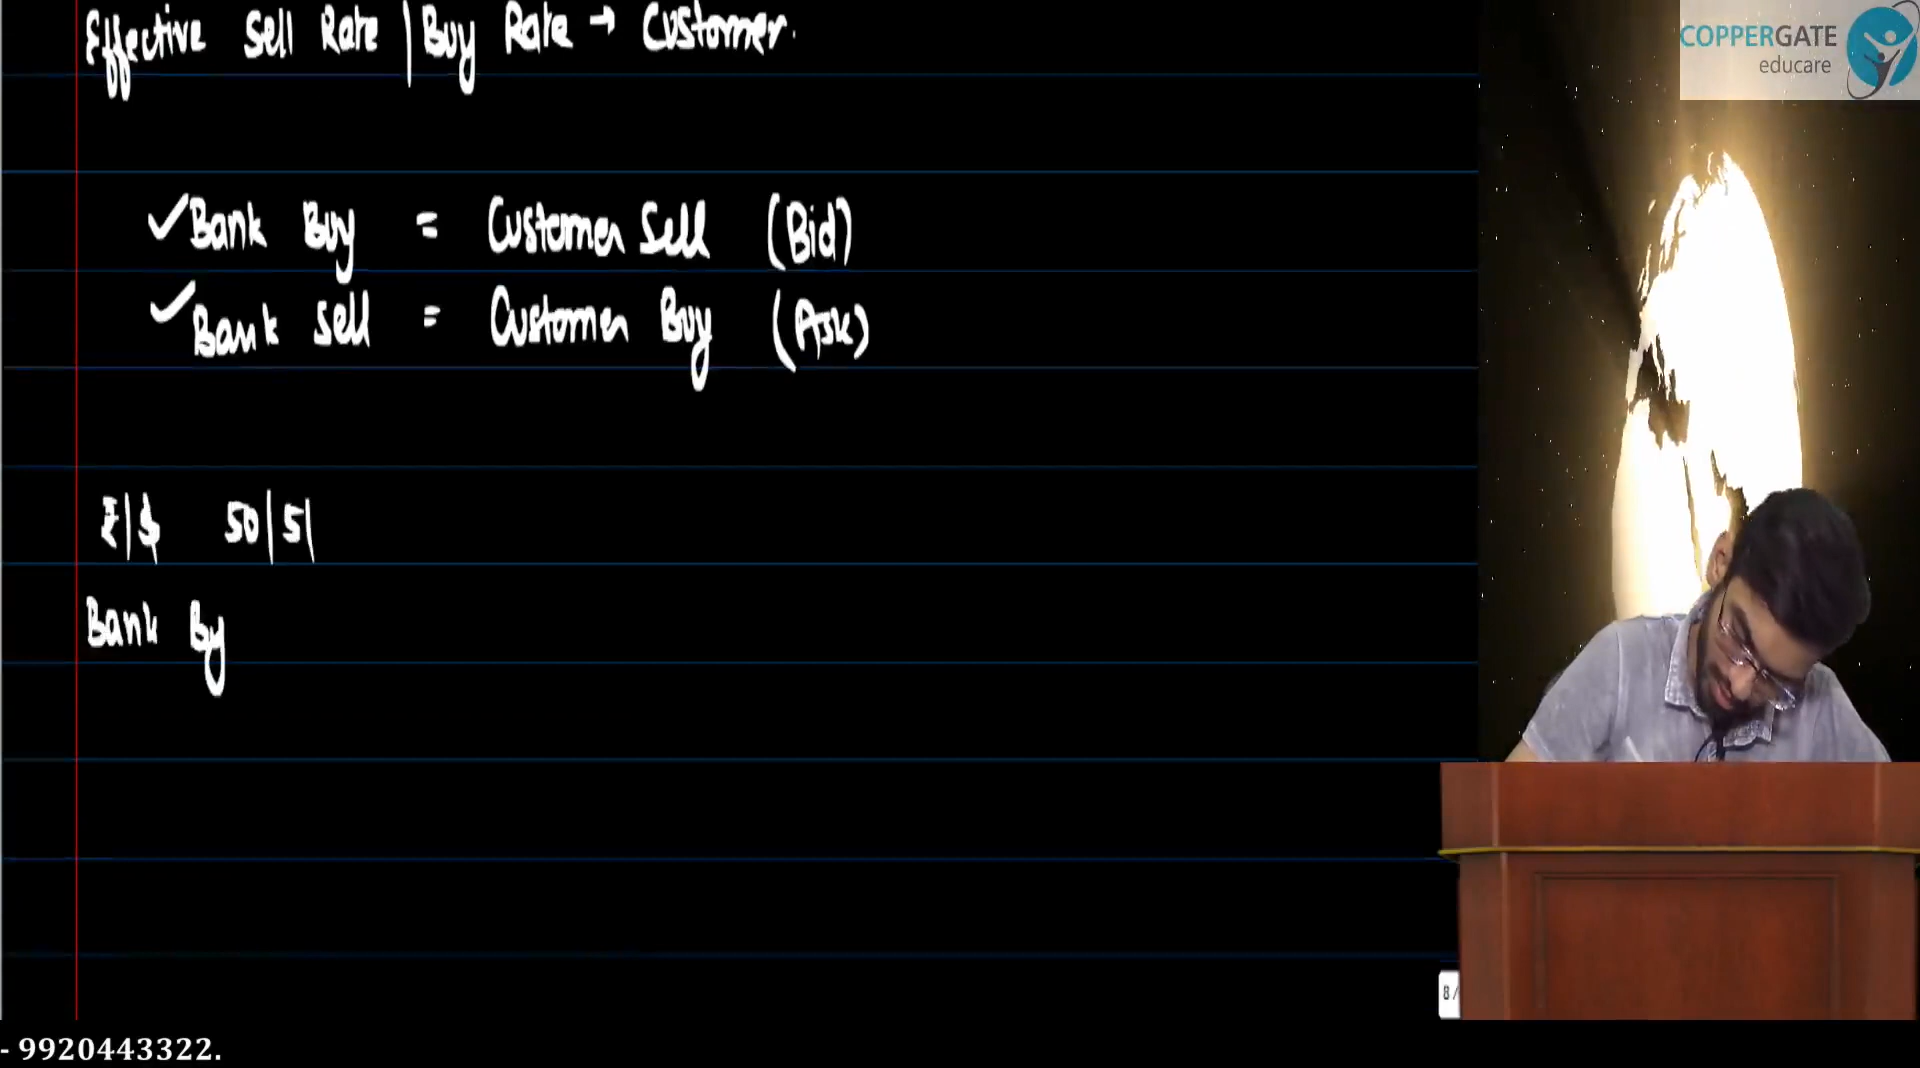 Effective Sell Rate | Buy Rate → Customer.
COPPERGATE
educare
✓Bank Buy = Customer Sell (Bid)
✓Bank Sell = Customer Buy (Ask)
₹|$ 50|51
Bank By
8/
- 9920443322.